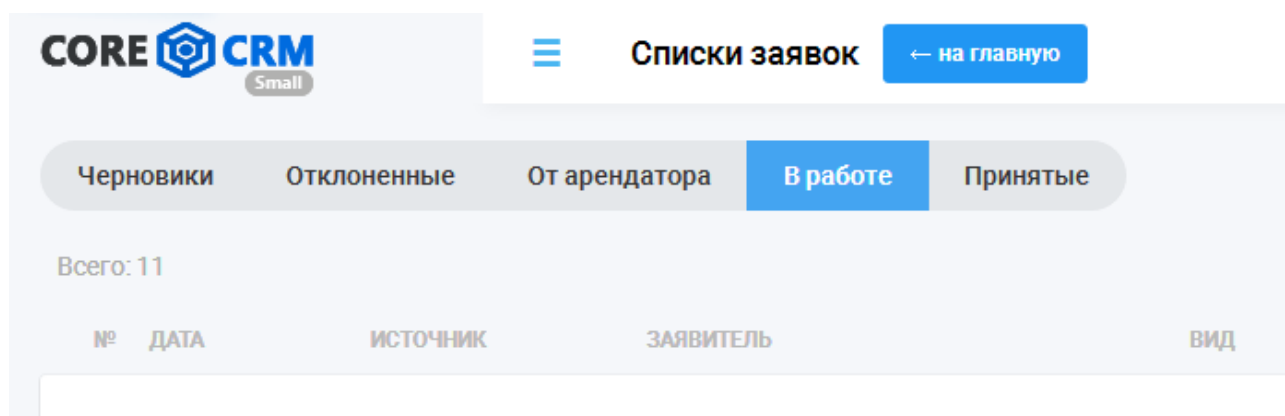 CORE CRM
Small
Списки заявок
← на главную
Черновики Отклоненные От арендатора В работе Принятые
Всего: 11
№ ДАТА ИСТОЧНИК ЗАЯВИТЕЛЬ ВИД